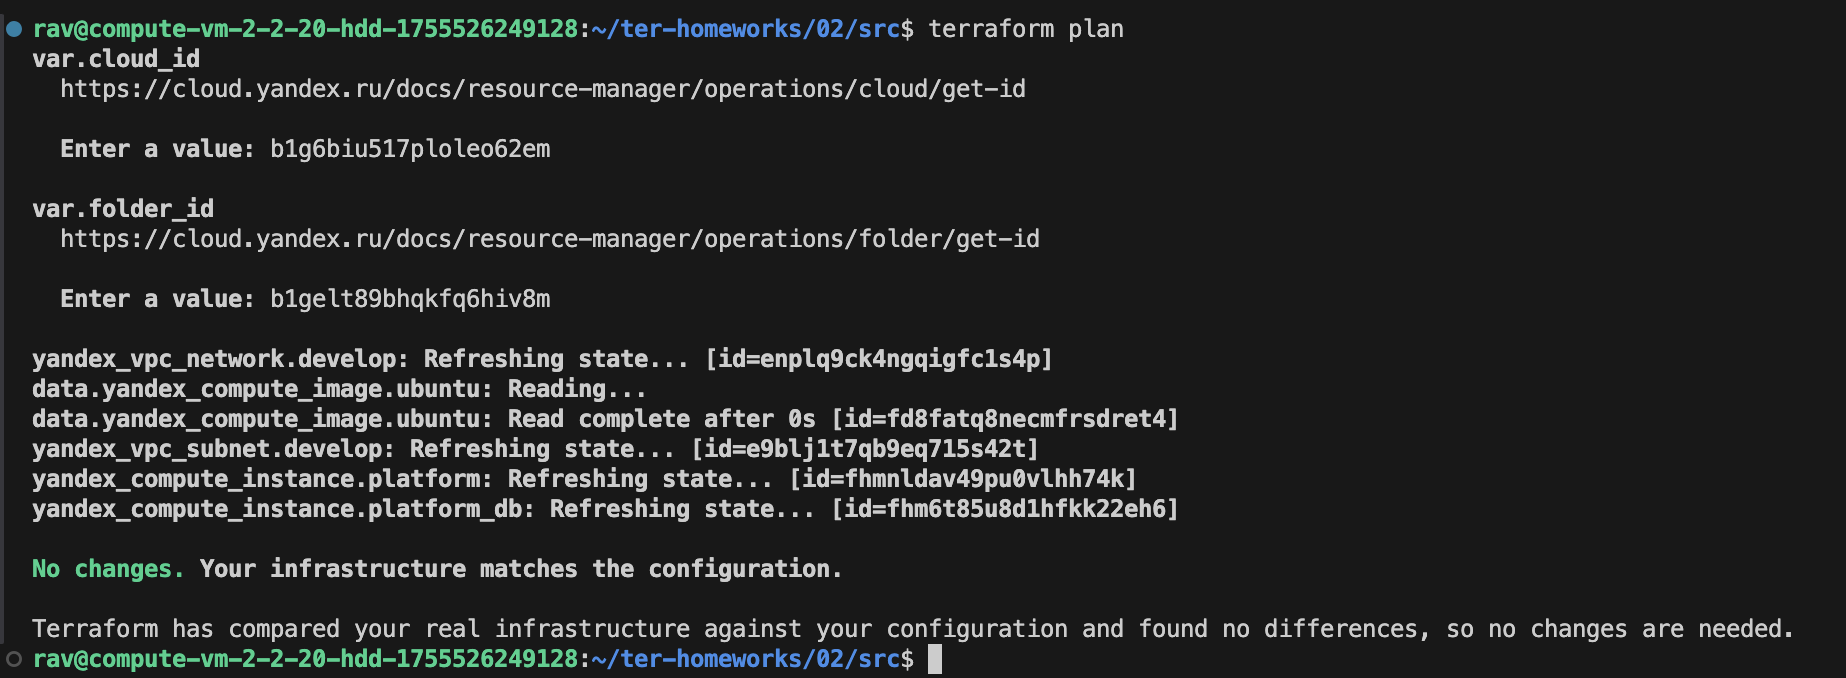 rav@compute-vm-2-2-20-hdd-1755526249128:~/ter-homeworks/02/src$ terraform plan
var.cloud_id
  https://cloud.yandex.ru/docs/resource-manager/operations/cloud/get-id

  Enter a value: b1g6biu517ploleo62em

var.folder_id
  https://cloud.yandex.ru/docs/resource-manager/operations/folder/get-id

  Enter a value: b1gelt89bhqkfq6hiv8m

yandex_vpc_network.develop: Refreshing state... [id=enplq9ck4ngqigfc1s4p]
data.yandex_compute_image.ubuntu: Reading...
data.yandex_compute_image.ubuntu: Read complete after 0s [id=fd8fatq8necmfrsdret4]
yandex_vpc_subnet.develop: Refreshing state... [id=e9blj1t7qb9eq715s42t]
yandex_compute_instance.platform: Refreshing state... [id=fhmnldav49pu0vlhh74k]
yandex_compute_instance.platform_db: Refreshing state... [id=fhm6t85u8d1hfkk22eh6]

No changes. Your infrastructure matches the configuration.

Terraform has compared your real infrastructure against your configuration and found no differences, so no changes are needed.
rav@compute-vm-2-2-20-hdd-1755526249128:~/ter-homeworks/02/src$